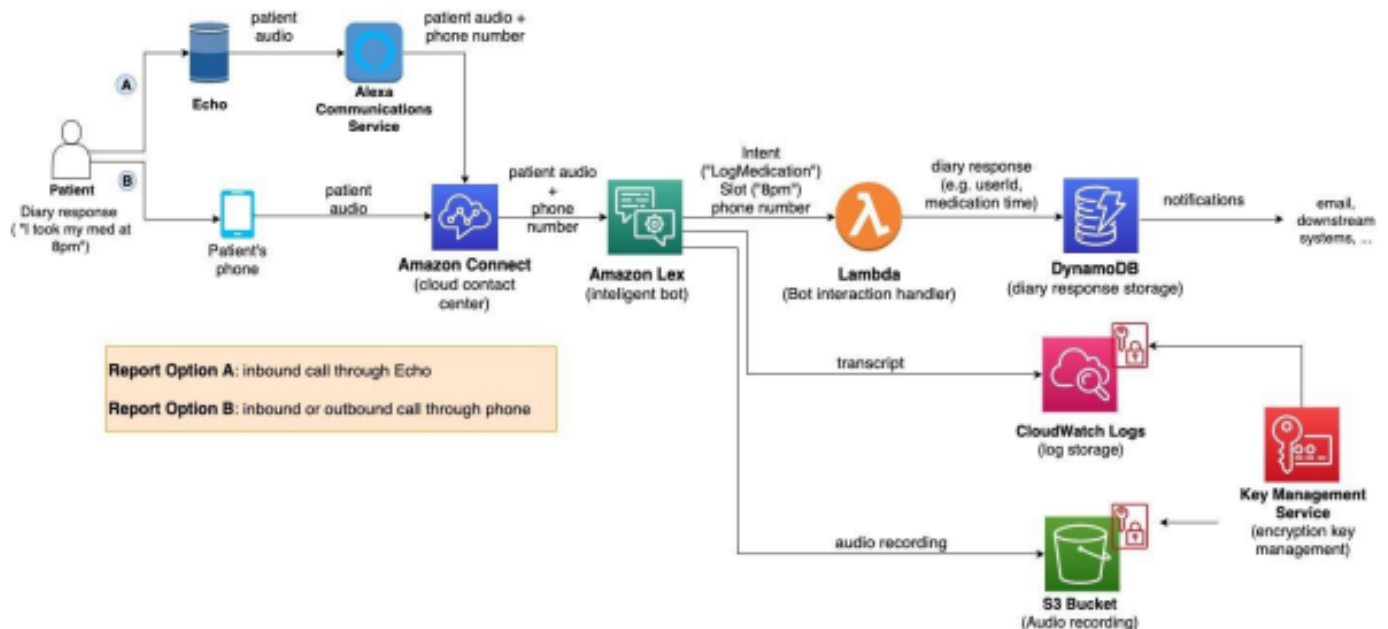 patient
audio
patient audio +
phone number
A
Echo
Alexa
Communications
Service
Patient
B
Diary response
( "I took my med at
8pm")
Patient's
phone
patient
audio
Amazon Connect
(cloud contact
center)
patient audio
+
phone
number
Amazon Lex
(inteligent bot)
Intent
("LogMedication")
Slot ("8pm")
phone number
Lambda
(Bot interaction handler)
diary response
(e.g. userId,
medication time)
DynamoDB
(diary response storage)
notifications
email,
downstream
systems, ...
Report Option A: inbound call through Echo
Report Option B: inbound or outbound call through phone
transcript
CloudWatch Logs
(log storage)
Key Management
Service
(encryption key
management)
audio recording
S3 Bucket
(Audio recording)